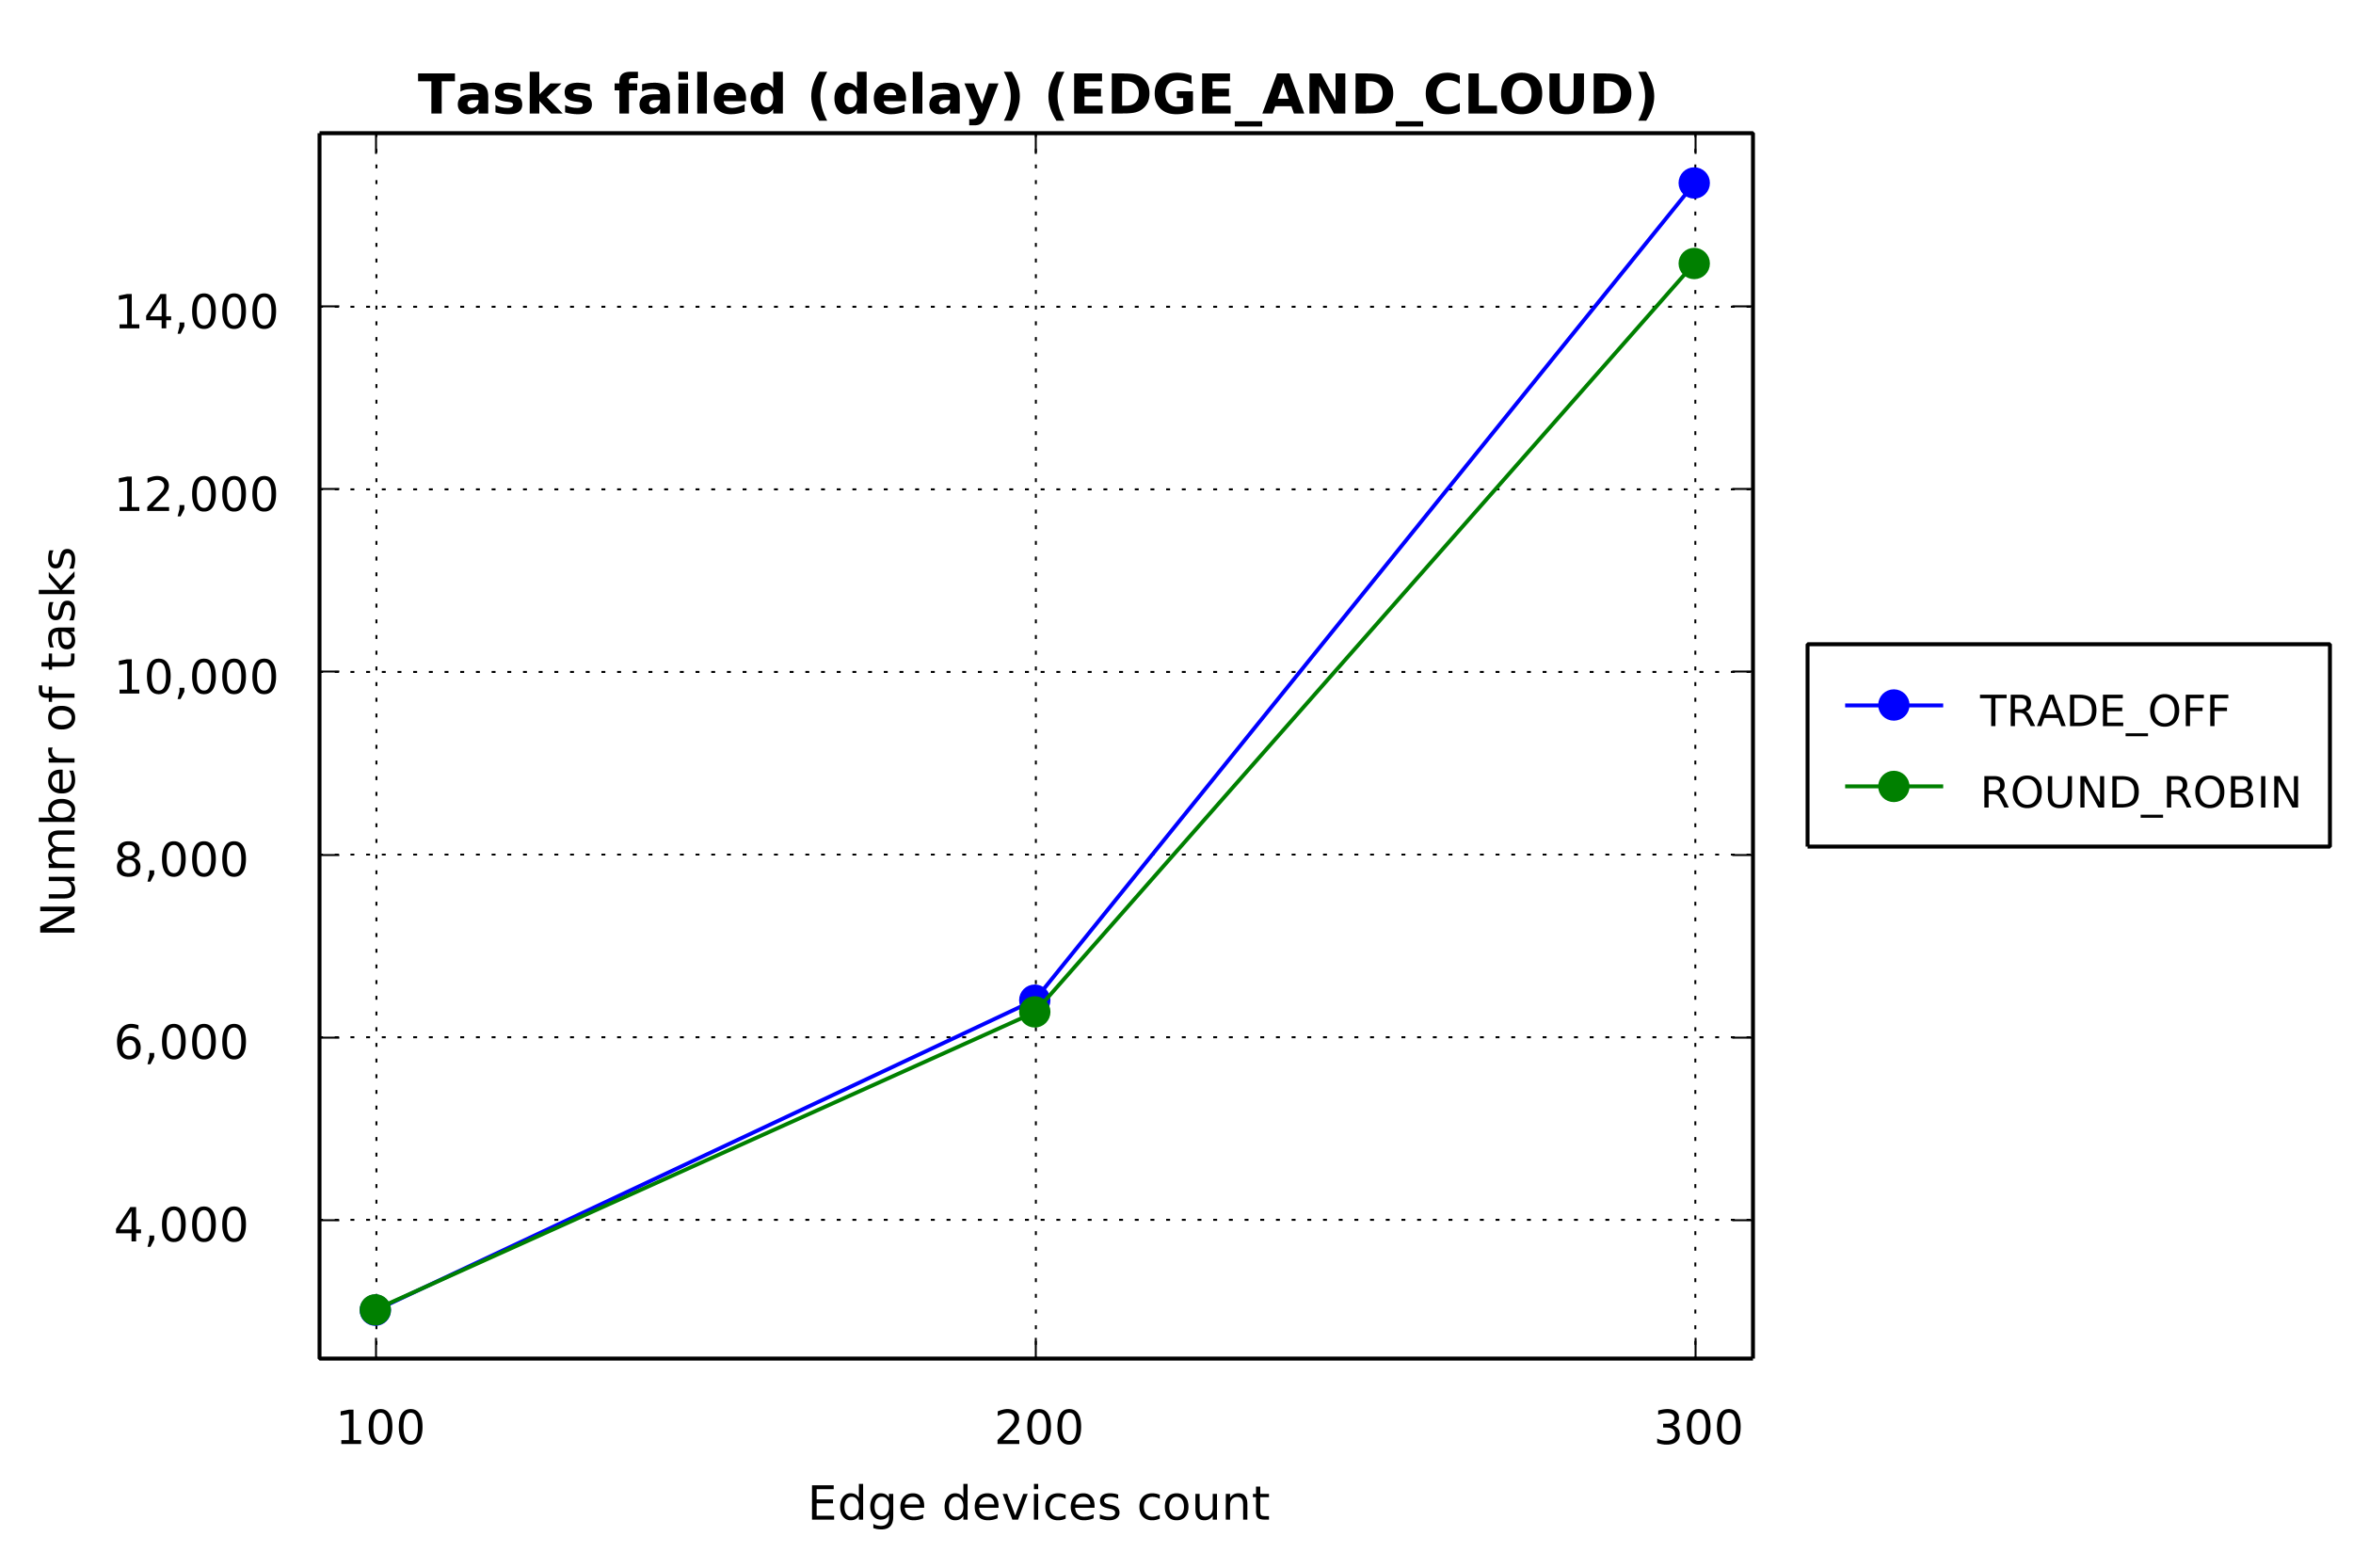 Tasks failed (delay) (EDGE_AND_CLOUD)
14,000
12,000
10,000
8,000
6,000
4,000
Number of tasks
100 200 300
Edge devices count
TRADE_OFF
ROUND_ROBIN